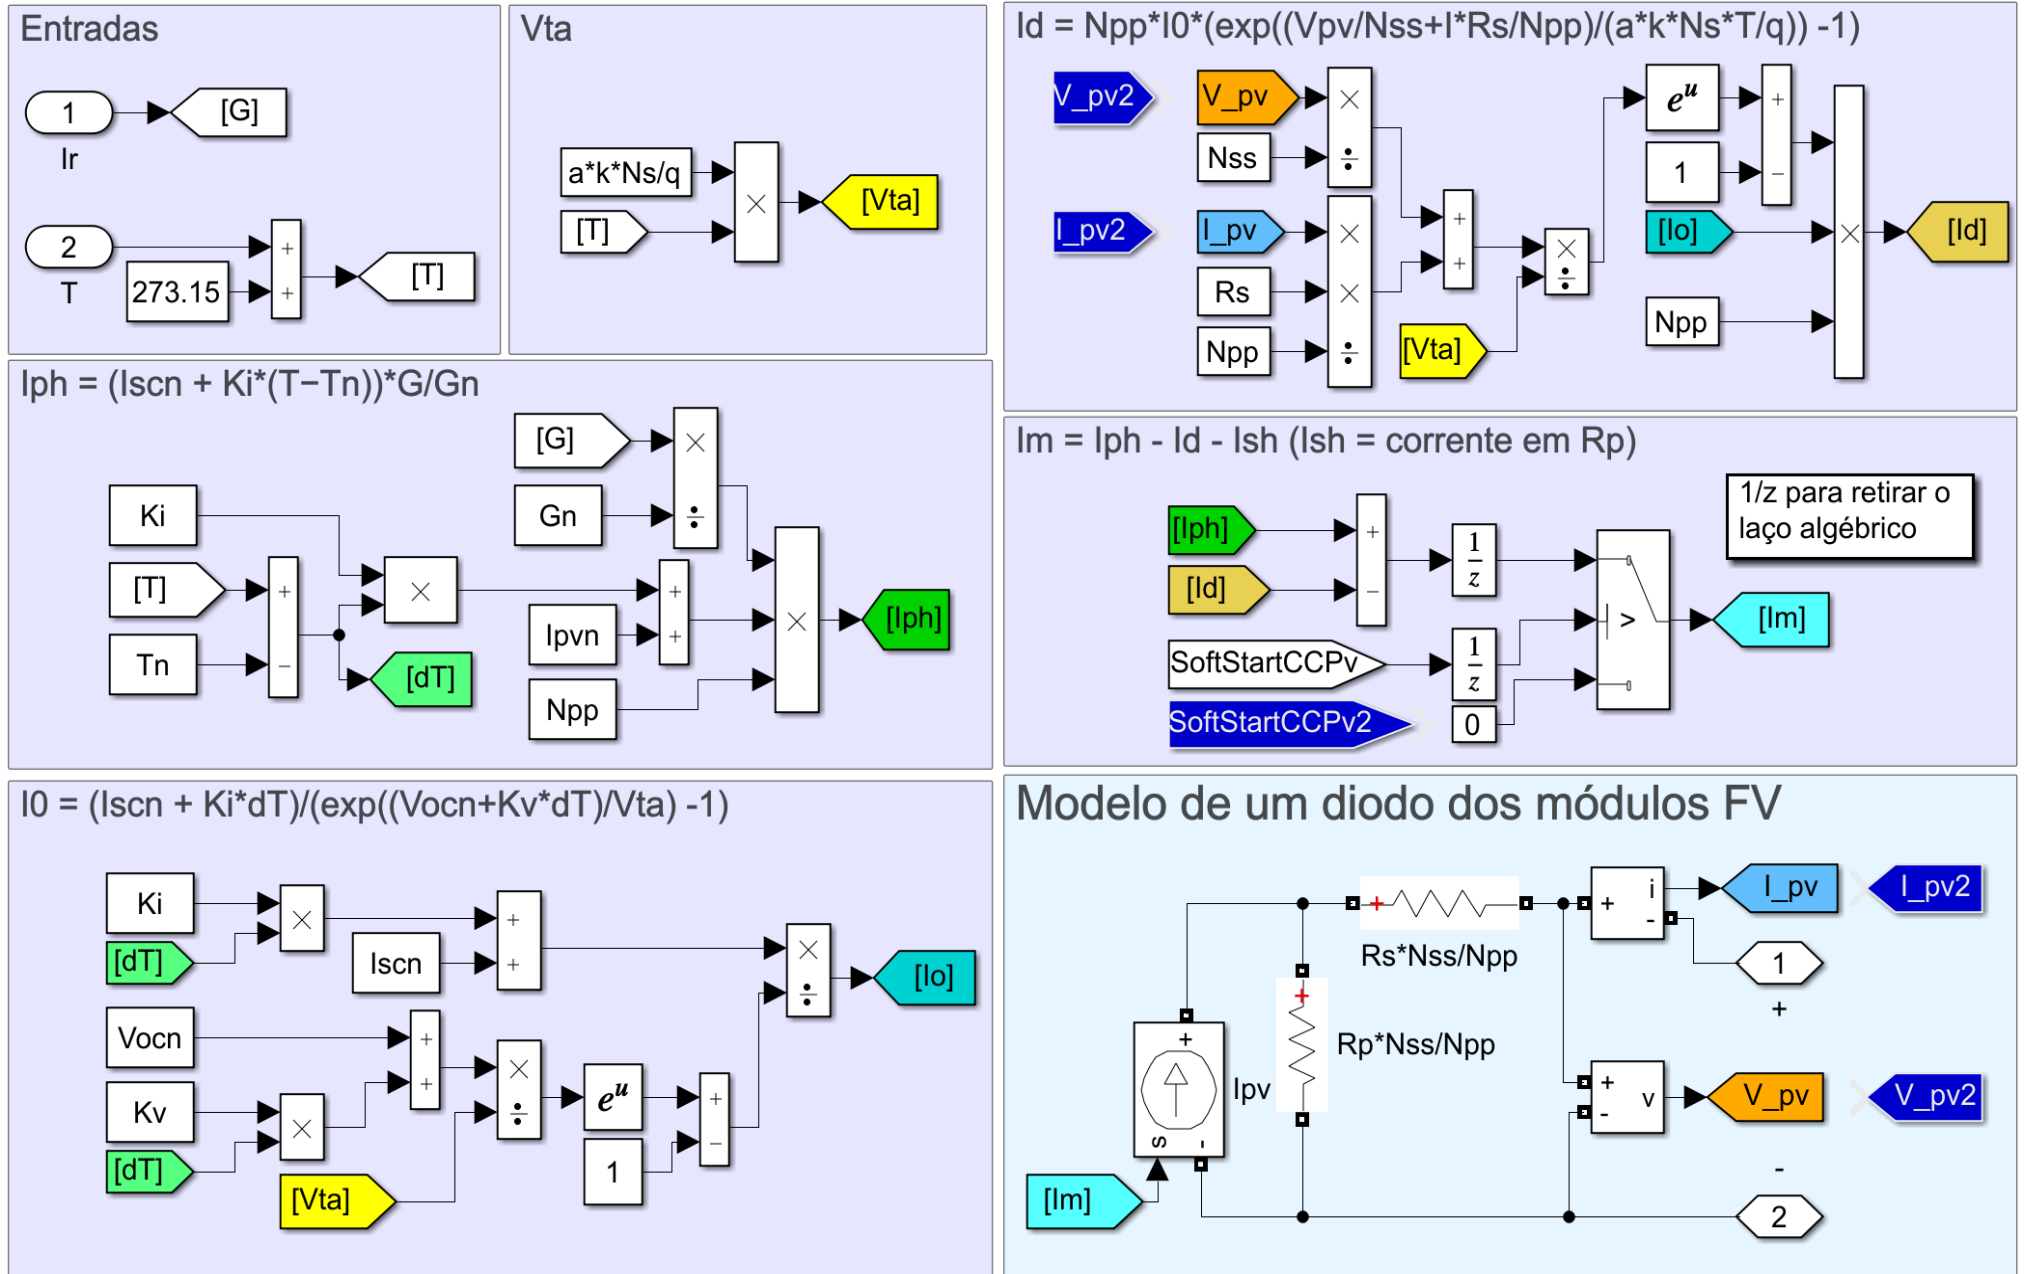 Entradas
1
Ir
[G]
2
T
273.15
+
+
[T]
Vta
a*k*Ns/q
[T]
×
[Vta]
Id = Npp*I0*(exp((Vpv/Nss+I*Rs/Npp)/(a*k*Ns*T/q)) -1)
V_pv2
V_pv
Nss
×
÷
I_pv2
I_pv
Rs
Npp
×
×
÷
+
+
[Vta]
×
÷
e^u
1
+
−
[Io]
Npp
×
[Id]
Iph = (Iscn + Ki*(T−Tn))*G/Gn
[G]
Gn
×
÷
Ki
[T]
Tn
+
−
×
[dT]
Ipvn
+
+
Npp
×
[Iph]
Im = Iph - Id - Ish (Ish = corrente em Rp)
1/z para retirar o
laço algébrico
[Iph]
[Id]
+
−
1
z
SoftStartCCPv
1
z
SoftStartCCPv2
0
>
[Im]
I0 = (Iscn + Ki*dT)/(exp((Vocn+Kv*dT)/Vta) -1)
Ki
[dT]
×
Iscn
+
+
Vocn
Kv
[dT]
×
+
+
[Vta]
×
÷
e^u
1
+
−
×
÷
[Io]
Modelo de um diodo dos módulos FV
+
Rs*Nss/Npp
+
Rp*Nss/Npp
+
s
-
Ipv
[Im]
+
i
-
I_pv
I_pv2
1
+
+
-
v
V_pv
V_pv2
-
2